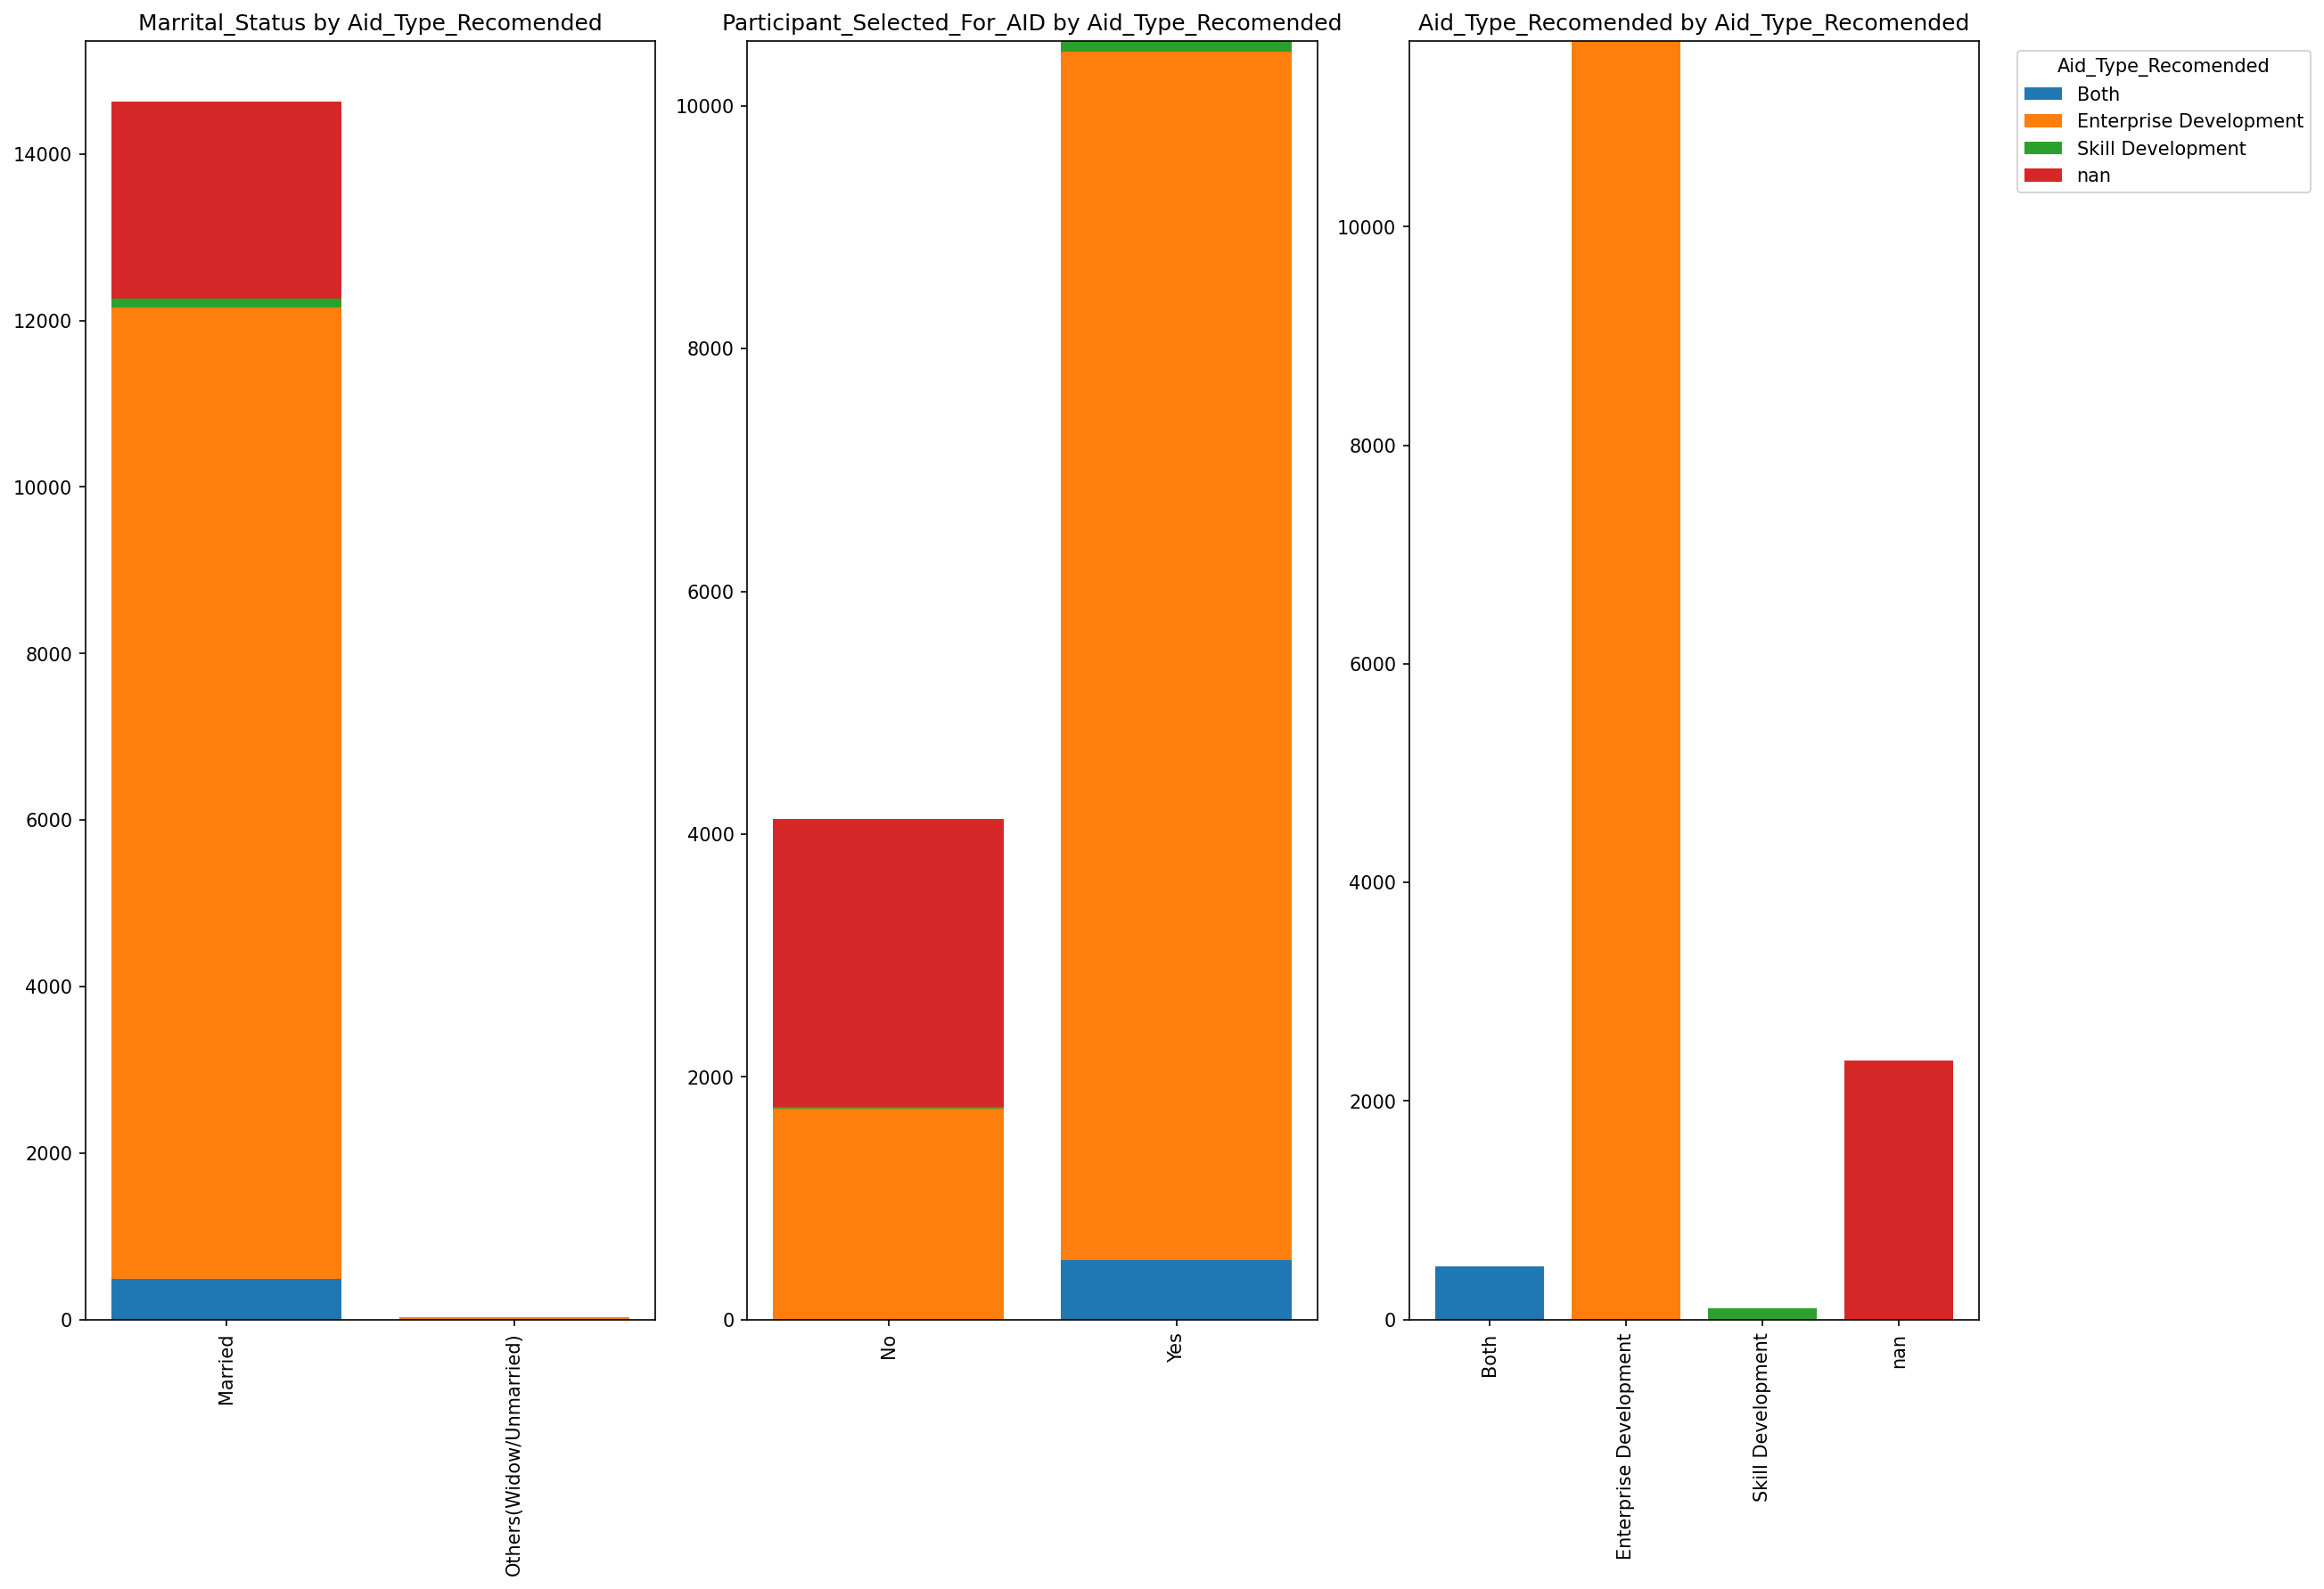 Marrital_Status by Aid_Type_Recomended
14000
12000
10000
8000
6000
4000
2000
0
Married
Others(Widow/Unmarried)
Participant_Selected_For_AID by Aid_Type_Recomended
10000
8000
6000
4000
2000
0
No
Yes
Aid_Type_Recomended by Aid_Type_Recomended
10000
8000
6000
4000
2000
0
Both
Enterprise Development
Skill Development
nan
Aid_Type_Recomended
Both
Enterprise Development
Skill Development
nan